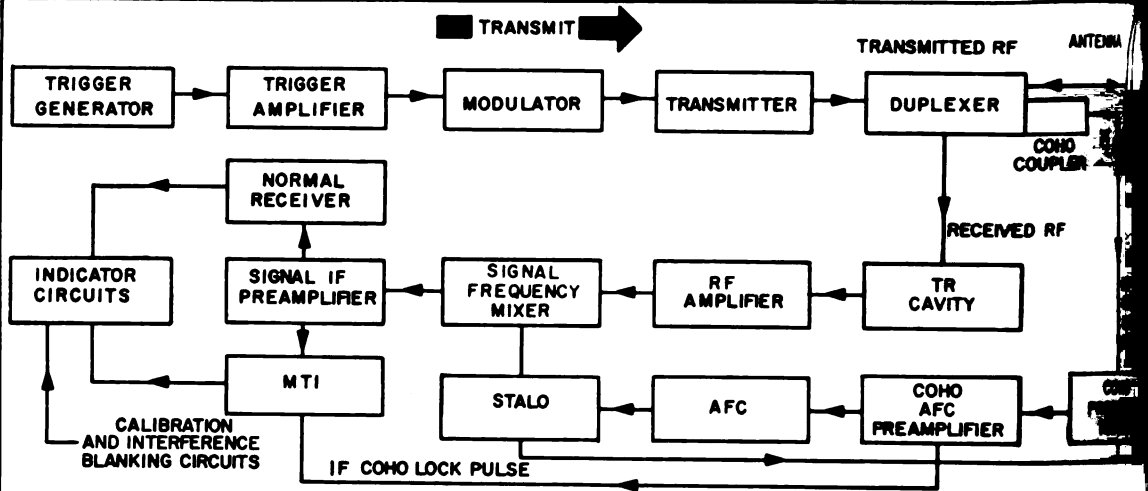 TRANSMIT
TRANSMITTED RF
ANTENNA
TRIGGER
GENERATOR
TRIGGER
AMPLIFIER
MODULATOR
TRANSMITTER
DUPLEXER
COHO
COUPLER
NORMAL
RECEIVER
RECEIVED RF
INDICATOR
CIRCUITS
SIGNAL IF
PREAMPLIFIER
SIGNAL
FREQUENCY
MIXER
RF
AMPLIFIER
TR
CAVITY
MTI
STALO
AFC
COHO
AFC
PREAMPLIFIER
CALIBRATION
AND INTERFERENCE
BLANKING CIRCUITS
IF COHO LOCK PULSE